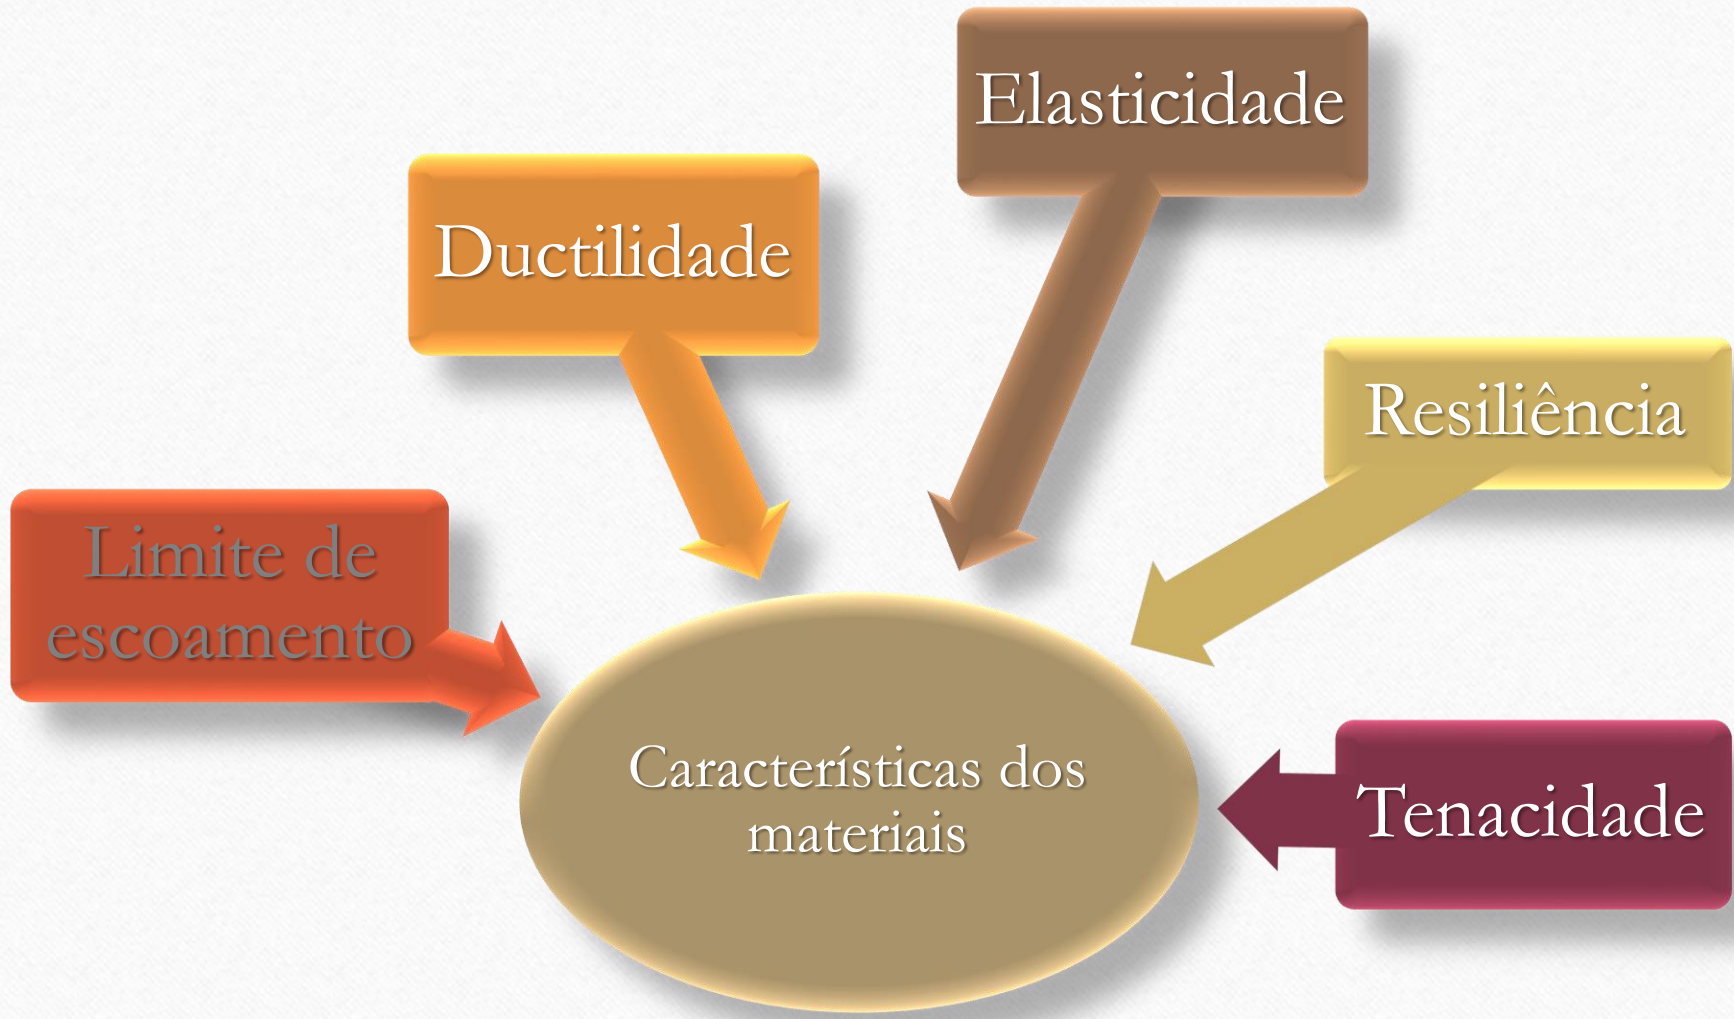 Elasticidade
Ductilidade
Resiliência
Limite de
escoamento
Características dos
materiais
Tenacidade